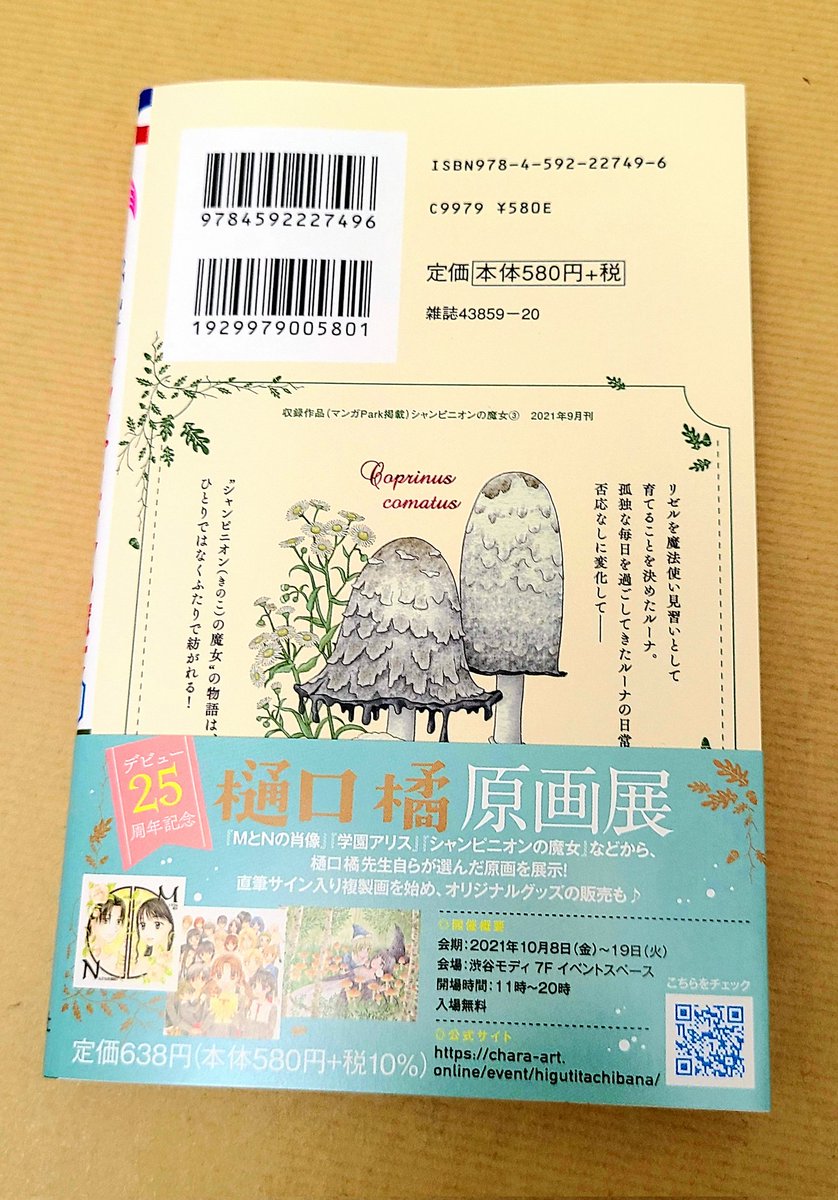 9784592227496
1929979005801
ISBN978-4-592-22749-6
C9979 ¥580E
定価本体580円+税
雑誌43859-20
収録作品(マンガPark掲載)シャンピニオンの魔女③ 2021年9月刊
Coprinus
comatus
リゼルを魔法使い見習いとして
育てることを決めたルーナ。
孤独な毎日を過ごしてきたルーナの日常
否応なしに変化して——
"シャンピニオン(きのこ)の魔女"の物語は、
ひとりではなくふたりで紡がれる!
デビュー
25
周年記念
樋口橘 原画展
『MとNの肖像』『学園アリス』『シャンピニオンの魔女』などから、
樋口橘先生自らが選んだ原画を展示!
直筆サイン入り複製画を始め、オリジナルグッズの販売も♪
M
N
◇開催概要
会期:2021年10月8日(金)~19日(火)
会場:渋谷モディ 7F イベントスペース
開場時間:11時~20時
入場無料
◇公式サイト
https://chara-art.
online/event/higutitachibana/
こちらをチェック
定価638円(本体580円+税10%)